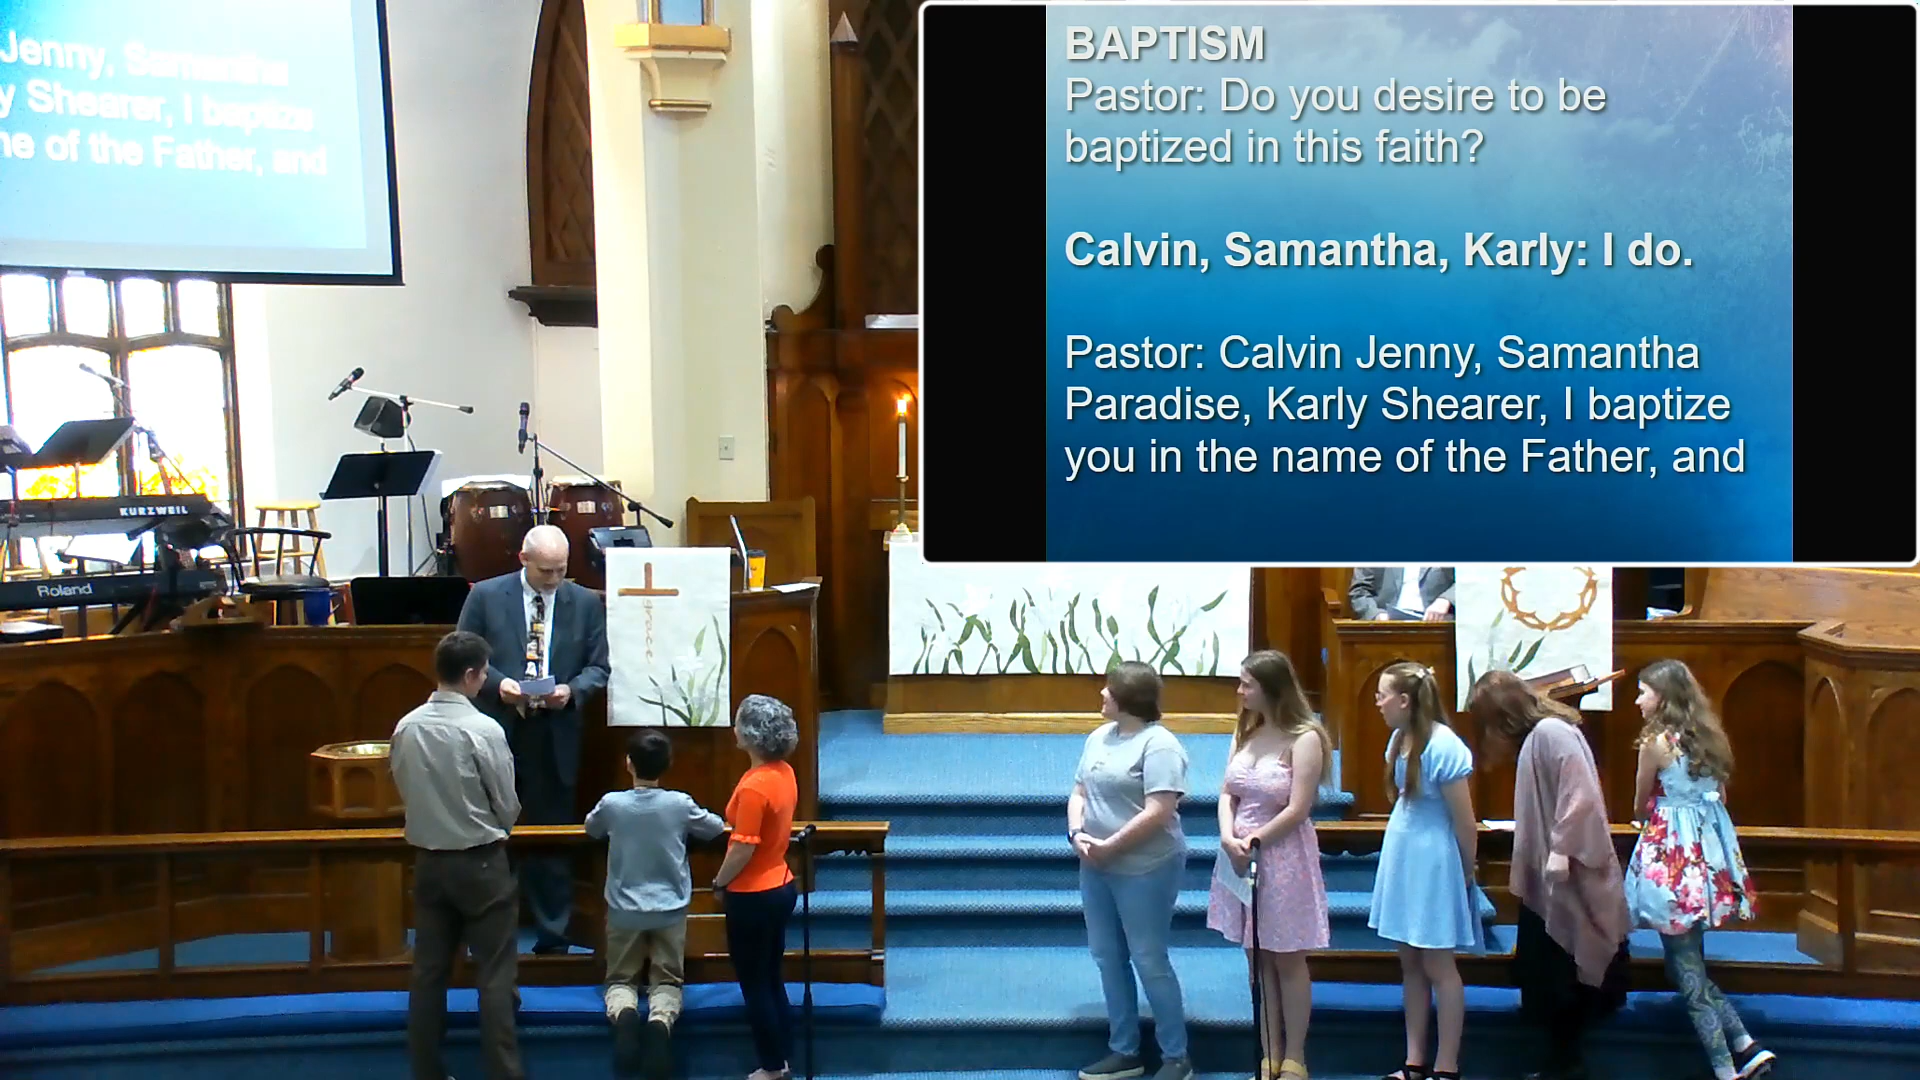 Jenny, Samantha
y Shearer, I baptize
ne of the Father, and
BAPTISM
Pastor: Do you desire to be
baptized in this faith?
Calvin, Samantha, Karly: I do.
Pastor: Calvin Jenny, Samantha
Paradise, Karly Shearer, I baptize
you in the name of the Father, and
KURZWEIL
Roland
grace